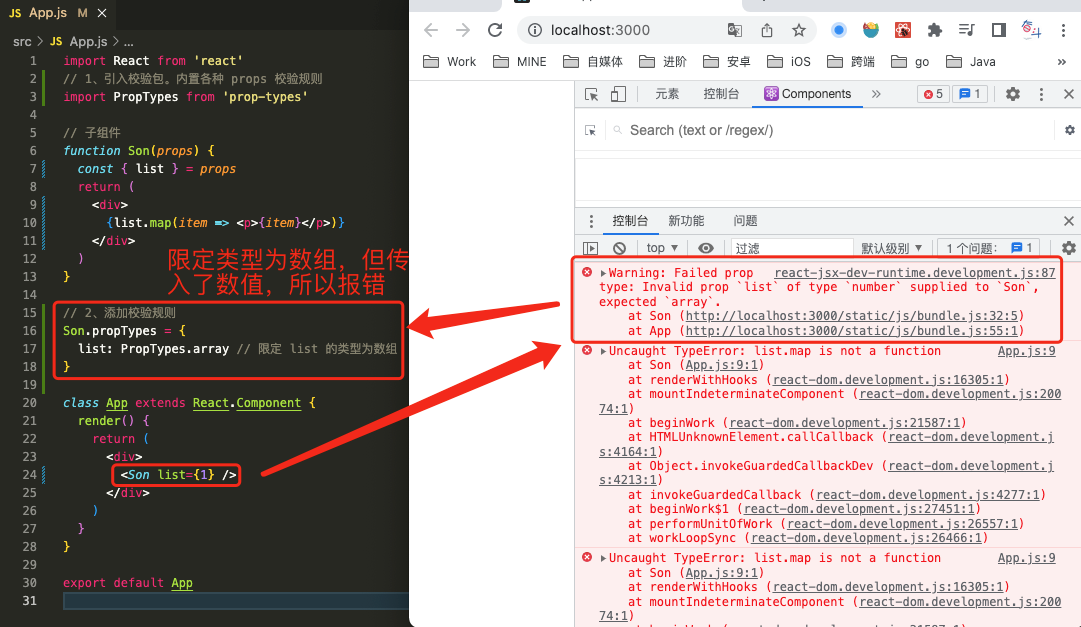 JS App.js M ×
src > JS App.js > ...
1 import React from 'react'
2 // 1、引入校验包。内置各种 props 校验规则
3 import PropTypes from 'prop-types'
4
5 // 子组件
6 function Son(props) {
7 const { list } = props
8 return (
9 <div>
10 {list.map(item => <p>{item}</p>)}
11 </div>
12 )
13 }
14
15 // 2、添加校验规则
16 Son.propTypes = {
17 list: PropTypes.array // 限定 list 的类型为数组
18 }
19
20 class App extends React.Component {
21 render() {
22 return (
23 <div>
24 <Son list={1} />
25 </div>
26 )
27 }
28 }
29
30 export default App
31
限定类型为数组，但传
入了数值，所以报错
localhost:3000
Work MINE 自媒体 进阶 安卓 iOS 跨端 go Java »
元素 控制台 Components » 5 1
Search (text or /regex/)
控制台 新功能 问题
top ▼ 过滤 默认级别 ▼ 1 个问题: 1
Warning: Failed prop react-jsx-dev-runtime.development.js:87
type: Invalid prop `list` of type `number` supplied to `Son`,
expected `array`.
at Son (http://localhost:3000/static/js/bundle.js:32:5)
at App (http://localhost:3000/static/js/bundle.js:55:1)
Uncaught TypeError: list.map is not a function App.js:9
at Son (App.js:9:1)
at renderWithHooks (react-dom.development.js:16305:1)
at mountIndeterminateComponent (react-dom.development.js:200
74:1)
at beginWork (react-dom.development.js:21587:1)
at HTMLUnknownElement.callCallback (react-dom.development.j
s:4164:1)
at Object.invokeGuardedCallbackDev (react-dom.development.j
s:4213:1)
at invokeGuardedCallback (react-dom.development.js:4277:1)
at beginWork$1 (react-dom.development.js:27451:1)
at performUnitOfWork (react-dom.development.js:26557:1)
at workLoopSync (react-dom.development.js:26466:1)
Uncaught TypeError: list.map is not a function App.js:9
at Son (App.js:9:1)
at renderWithHooks (react-dom.development.js:16305:1)
at mountIndeterminateComponent (react-dom.development.js:200
74:1)